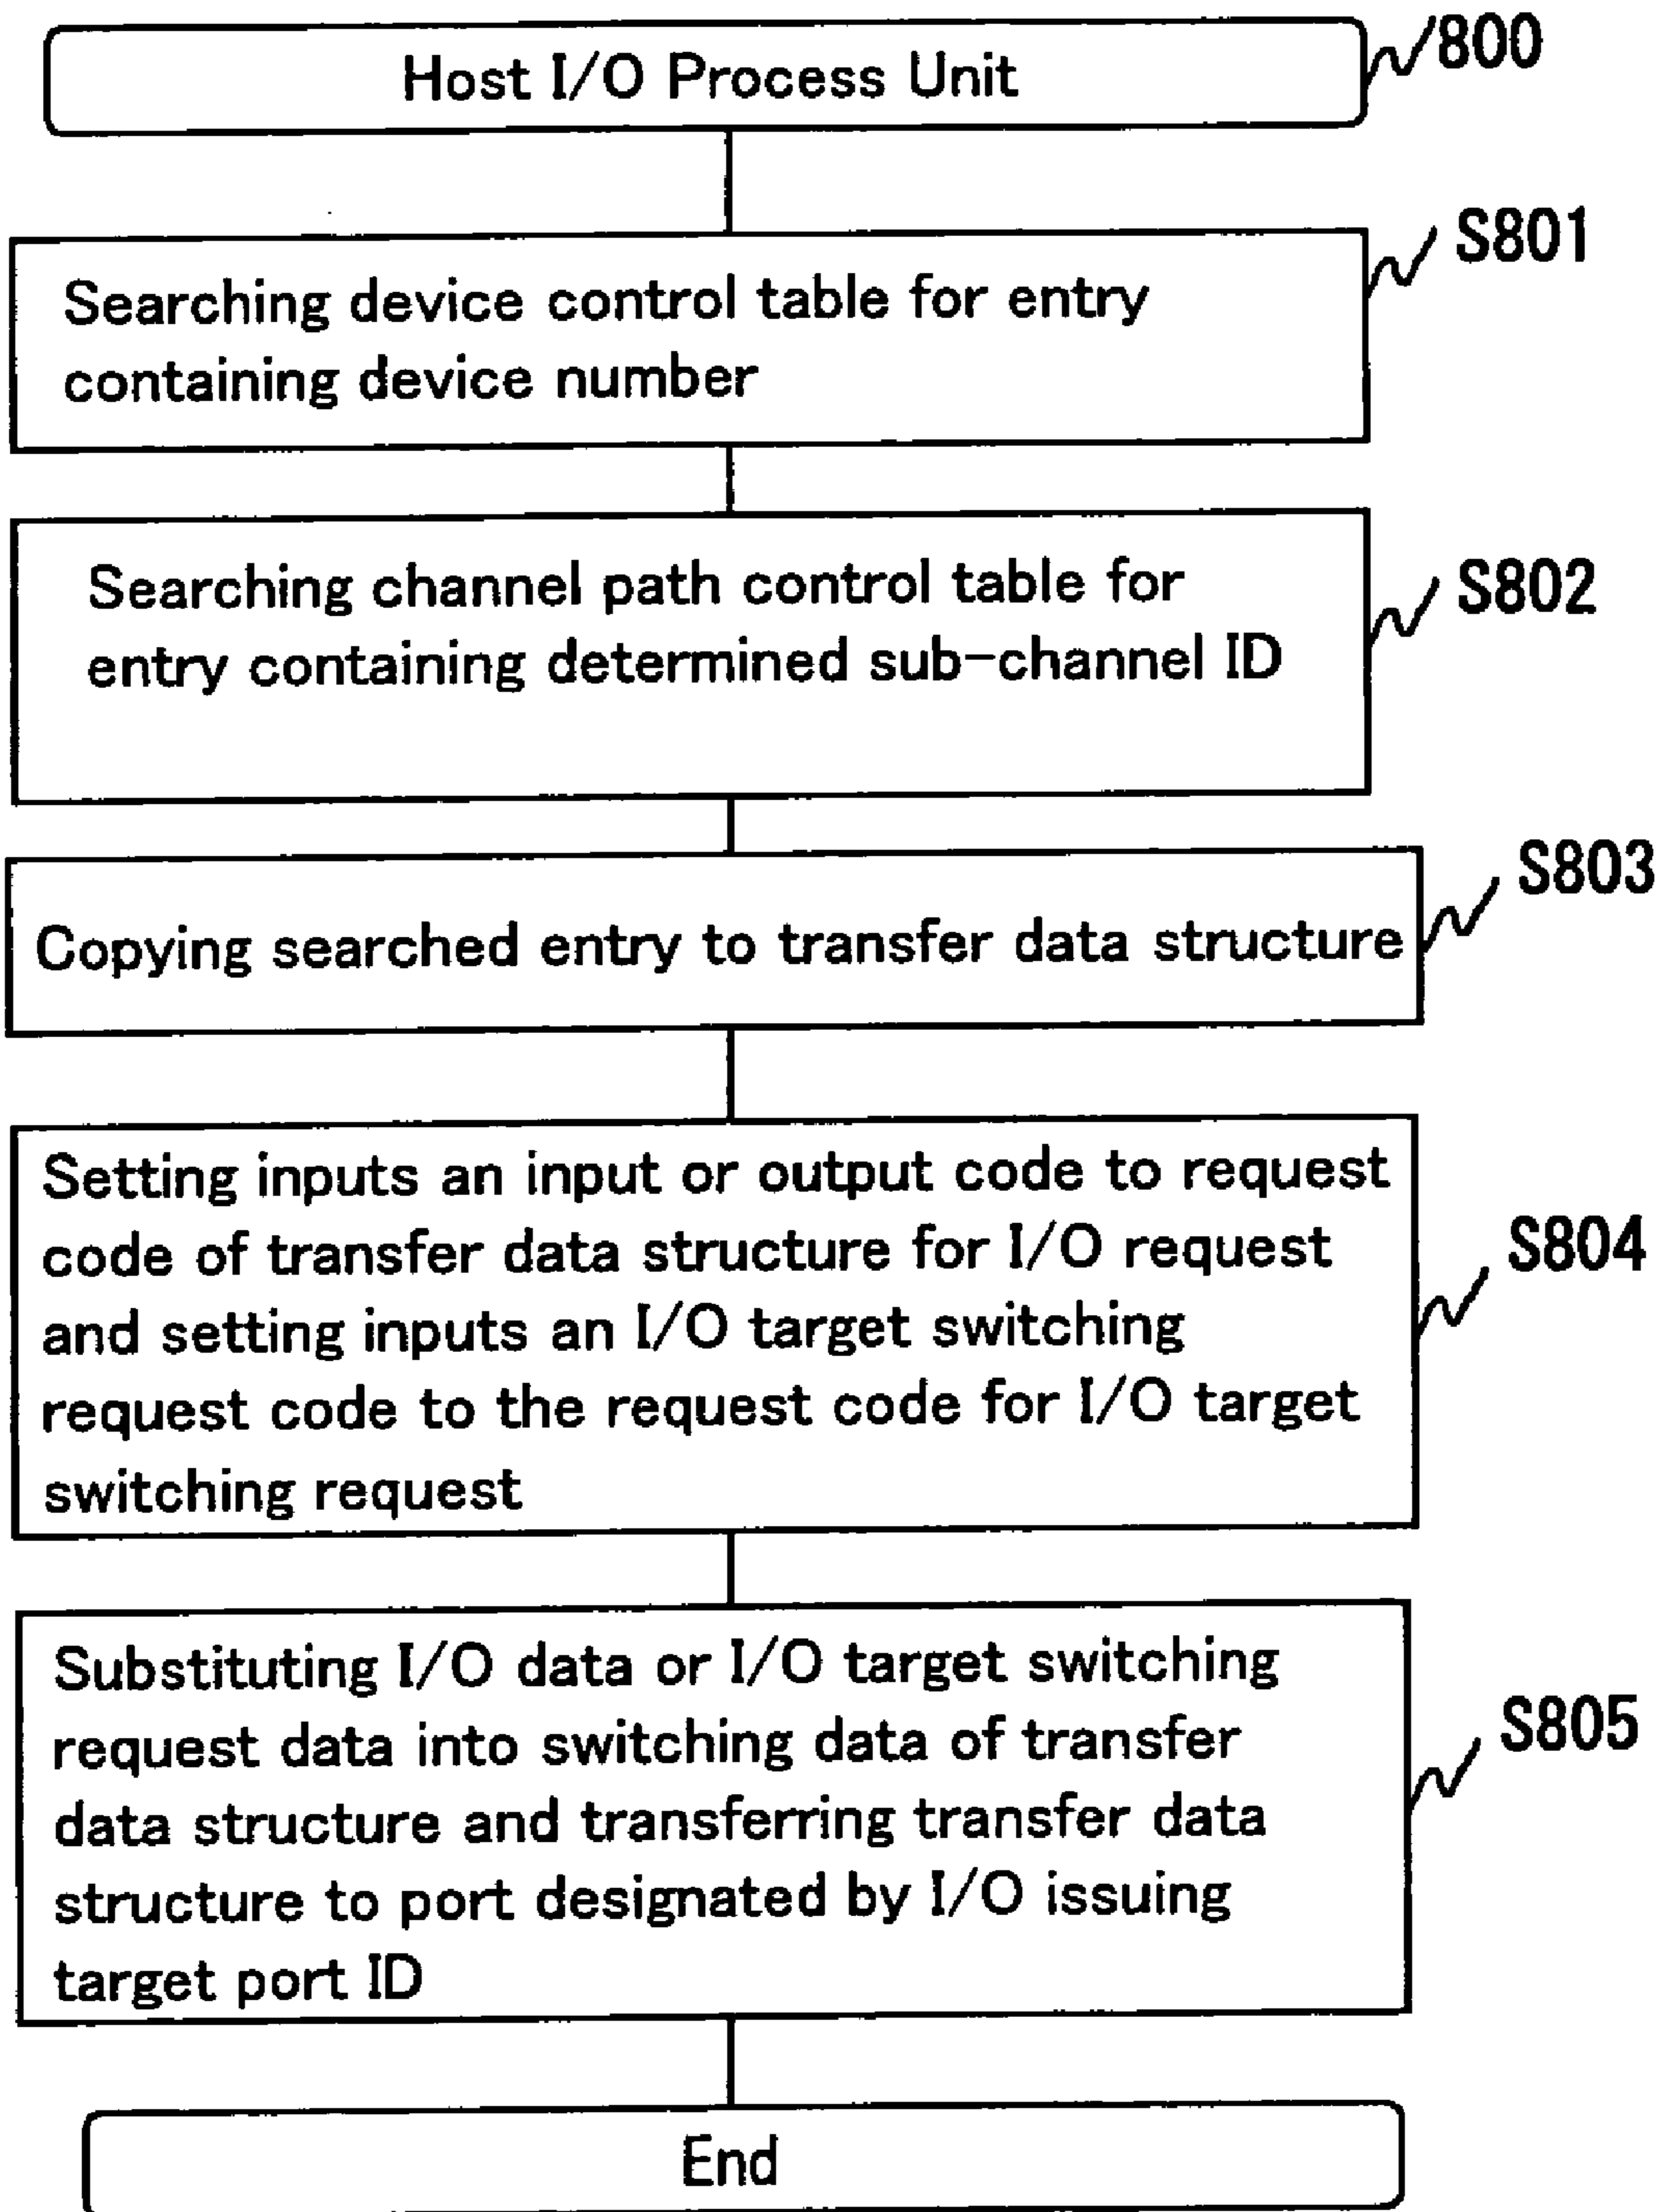 Host I/O Process Unit
800
S801
Searching device control table for entry
containing device number
Searching channel path control table for
entry containing determined sub-channel ID
S802
S803
Copying searched entry to transfer data structure
Setting inputs an input or output code to request
code of transfer data structure for I/O request
and setting inputs an I/O target switching
request code to the request code for I/O target
switching request
S804
Substituting I/O data or I/O target switching
request data into switching data of transfer
data structure and transferring transfer data
structure to port designated by I/O issuing
target port ID
S805
End